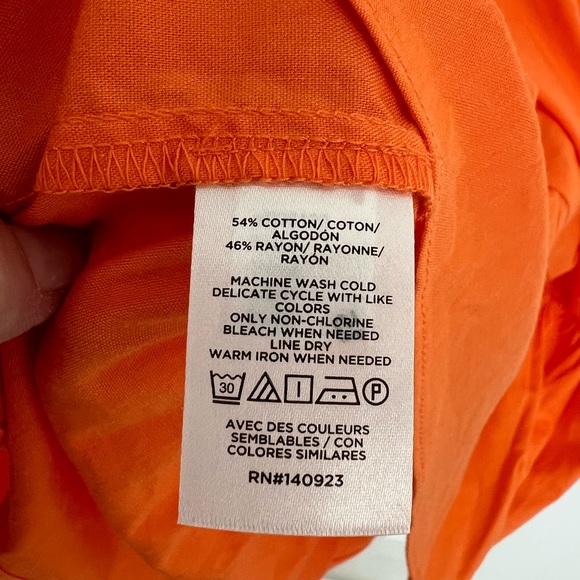 54% COTTON/ COTON/
ALGODÓN
46% RAYON/ RAYONNE/
RAYÓN
MACHINE WASH COLD
DELICATE CYCLE WITH LIKE
COLORS
ONLY NON-CHLORINE
BLEACH WHEN NEEDED
LINE DRY
WARM IRON WHEN NEEDED
30 P
AVEC DES COULEURS
SEMBLABLES / CON
COLORES SIMILARES
RN#140923